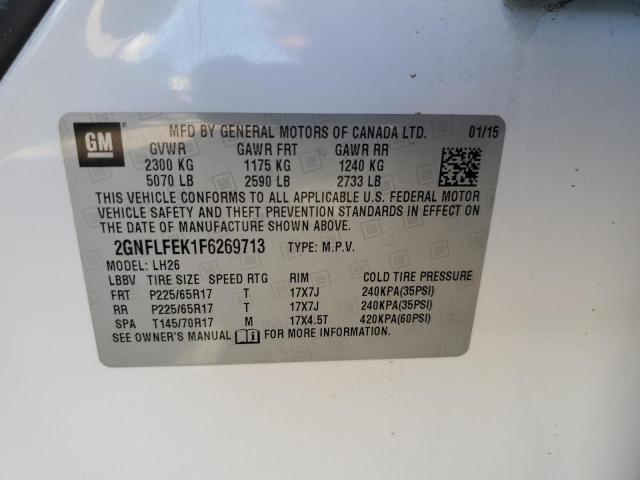 GM
MFD BY GENERAL MOTORS OF CANADA LTD. 01/15
GVWR GAWR FRT GAWR RR
2300 KG 1175 KG 1240 KG
5070 LB 2590 LB 2733 LB
THIS VEHICLE CONFORMS TO ALL APPLICABLE U.S. FEDERAL MOTOR
VEHICLE SAFETY AND THEFT PREVENTION STANDARDS IN EFFECT ON
THE DATE OF MANUFACTURE SHOWN ABOVE.
2GNFLFEK1F6269713 TYPE: M.P.V.
MODEL: LH26
LBBV TIRE SIZE SPEED RTG RIM COLD TIRE PRESSURE
FRT P225/65R17 T 17X7J 240KPA(35PSI)
RR P225/65R17 T 17X7J 240KPA(35PSI)
SPA T145/70R17 M 17X4.5T 420KPA(60PSI)
SEE OWNER'S MANUAL FOR MORE INFORMATION.